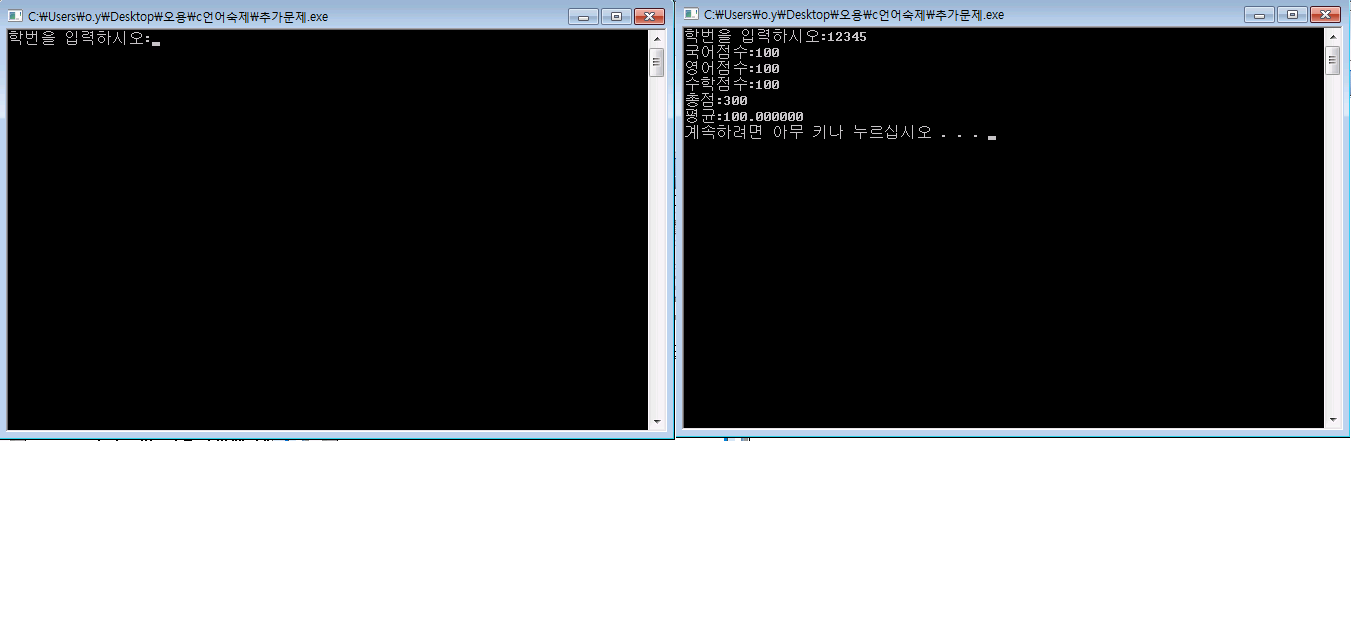 C:₩Users₩o.y₩Desktop₩오용₩c언어숙제₩추가문제.exe
학번을 입력하시오:
C:₩Users₩o.y₩Desktop₩오용₩c언어숙제₩추가문제.exe
학번을 입력하시오:12345
국어점수:100
영어점수:100
수학점수:100
총점:300
평균:100.000000
계속하려면 아무 키나 누르십시오 . . .